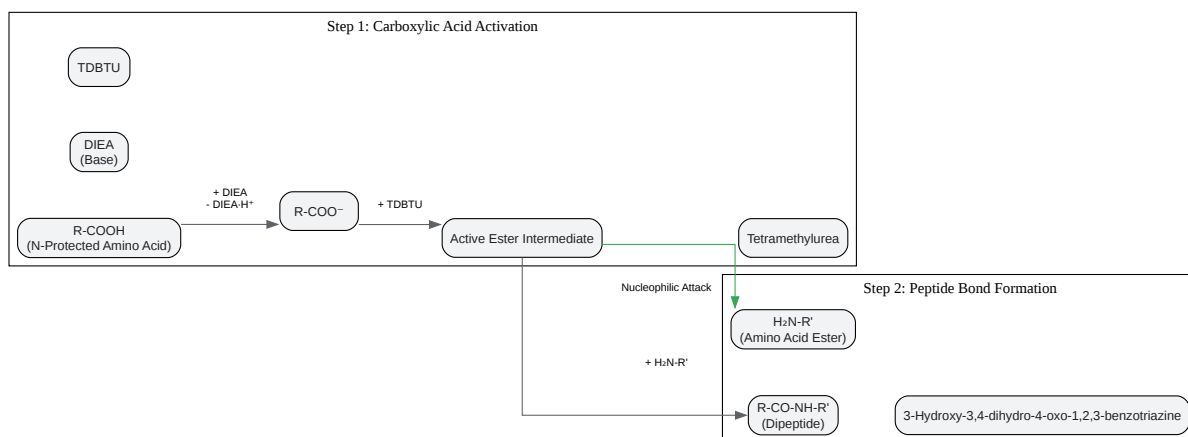 Step 1: Carboxylic Acid Activation
TDBTU
DIEA
(Base)
+ DIEA
- DIEA·H⁺
R-COO⁻
+ TDBTU
R-COOH
(N-Protected Amino Acid)
Active Ester Intermediate
Tetramethylurea
Nucleophilic Attack
Step 2: Peptide Bond Formation
H₂N-R'
(Amino Acid Ester)
+ H₂N-R'
R-CO-NH-R'
(Dipeptide)
3-Hydroxy-3,4-dihydro-4-oxo-1,2,3-benzotriazine